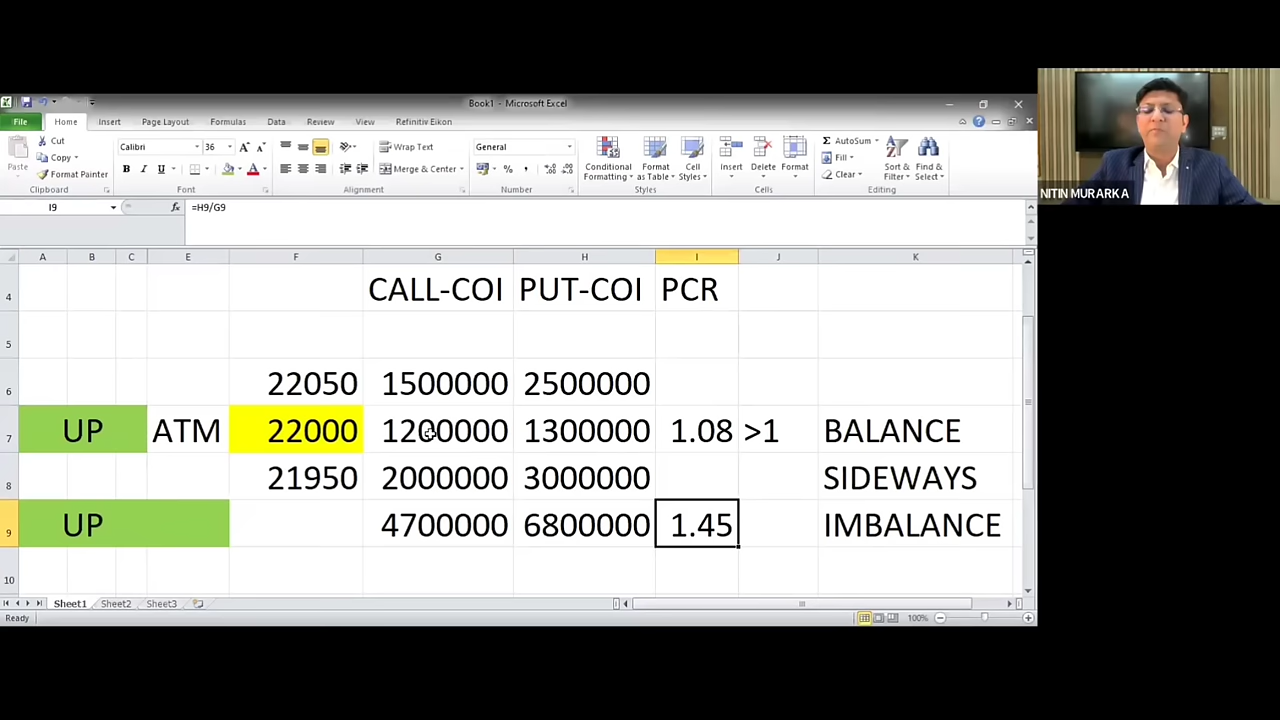 Book1 - Microsoft Excel
File Home Insert Page Layout Formulas Data Review View Refinitiv Eikon
Cut
Copy
Format Painter
Paste
Clipboard
Calibri 36
Font
Wrap Text
Merge & Center
Alignment
General
Number
Conditional Formatting
Format as Table
Cell Styles
Styles
Insert Delete Format
Cells
AutoSum
Fill
Clear
Sort & Filter
Find & Select
Editing
NITIN MURARKA
I9 fx =H9/G9
A B C E F G H I J K
4 CALL-COI PUT-COI PCR
5
6 22050 1500000 2500000
7 UP ATM 22000 1200000 1300000 1.08 >1 BALANCE
8 21950 2000000 3000000 SIDEWAYS
9 UP 4700000 6800000 1.45 IMBALANCE
10
Sheet1 Sheet2 Sheet3
Ready 100%